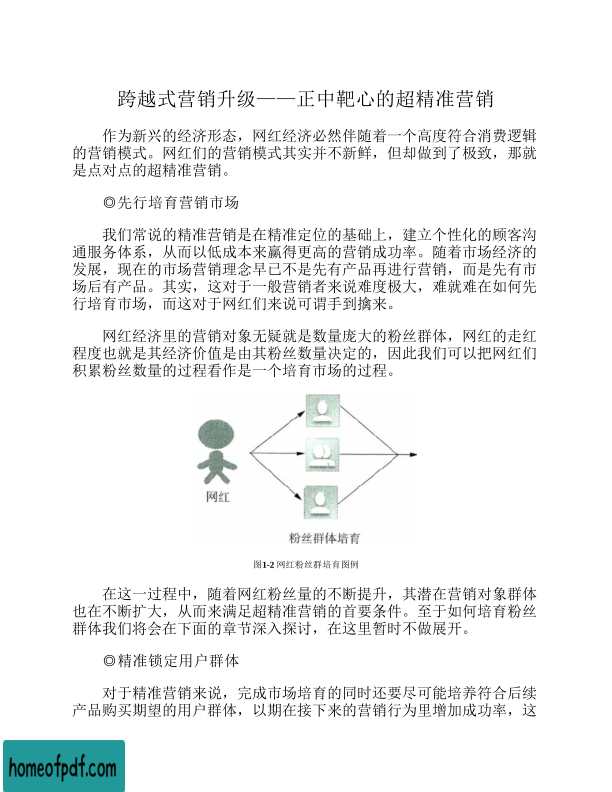 跨越式营销升级——正中靶心的超精准营销
作为新兴的经济形态，网红经济必然伴随着一个高度符合消费逻辑
的营销模式。网红们的营销模式其实并不新鲜，但却做到了极致，那就
是点对点的超精准营销。
◎先行培育营销市场
我们常说的精准营销是在精准定位的基础上，建立个性化的顾客沟
通服务体系，从而以低成本来赢得更高的营销成功率。随着市场经济的
发展，现在的市场营销理念早已不是先有产品再进行营销，而是先有市
场后有产品。其实，这对于一般营销者来说难度极大，难就难在如何先
行培育市场，而这对于网红们来说可谓手到擒来。
网红经济里的营销对象无疑就是数量庞大的粉丝群体，网红的走红
程度也就是其经济价值是由其粉丝数量决定的，因此我们可以把网红们
积累粉丝数量的过程看作是一个培育市场的过程。
网红
粉丝群体培育
图1-2 网红粉丝群培育图例
在这一过程中，随着网红粉丝量的不断提升，其潜在营销对象群体
也在不断扩大，从而来满足超精准营销的首要条件。至于如何培育粉丝
群体我们将会在下面的章节深入探讨，在这里暂时不做展开。
◎精准锁定用户群体
对于精准营销来说，完成市场培育的同时还要尽可能培养符合后续
产品购买期望的用户群体，以期在接下来的营销行为里增加成功率，这
homeofpdf.com